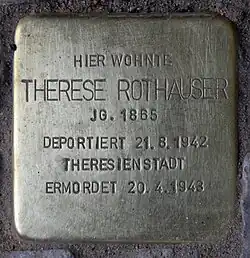 HIER WOHNTE
THERESE ROTHAUSER
JG. 1865
DEPORTIERT 21.8.1942
THERESIENSTADT
ERMORDET 20.4.1943